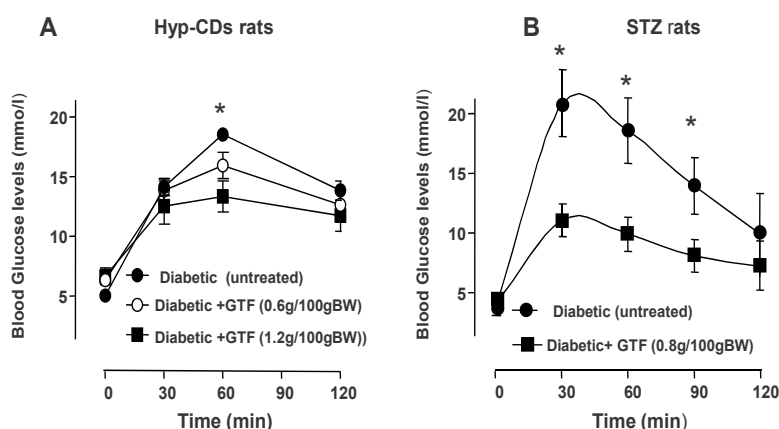 A
Hyp-CDs rats
Blood Glucose levels (mmo/l)
20
15
10
5
*
Diabetic (untreated)
Diabetic +GTF (0.6g/100gBW)
Diabetic +GTF (1.2g/100gBW))
0 30 60 90 120
Time (min)
B
STZ rats
Blood Glucose levels (mmol/l)
20
15
10
5
*
*
*
Diabetic (untreated)
Diabetic+ GTF (0.8g/100gBW)
0 30 60 90 120
Time (min)